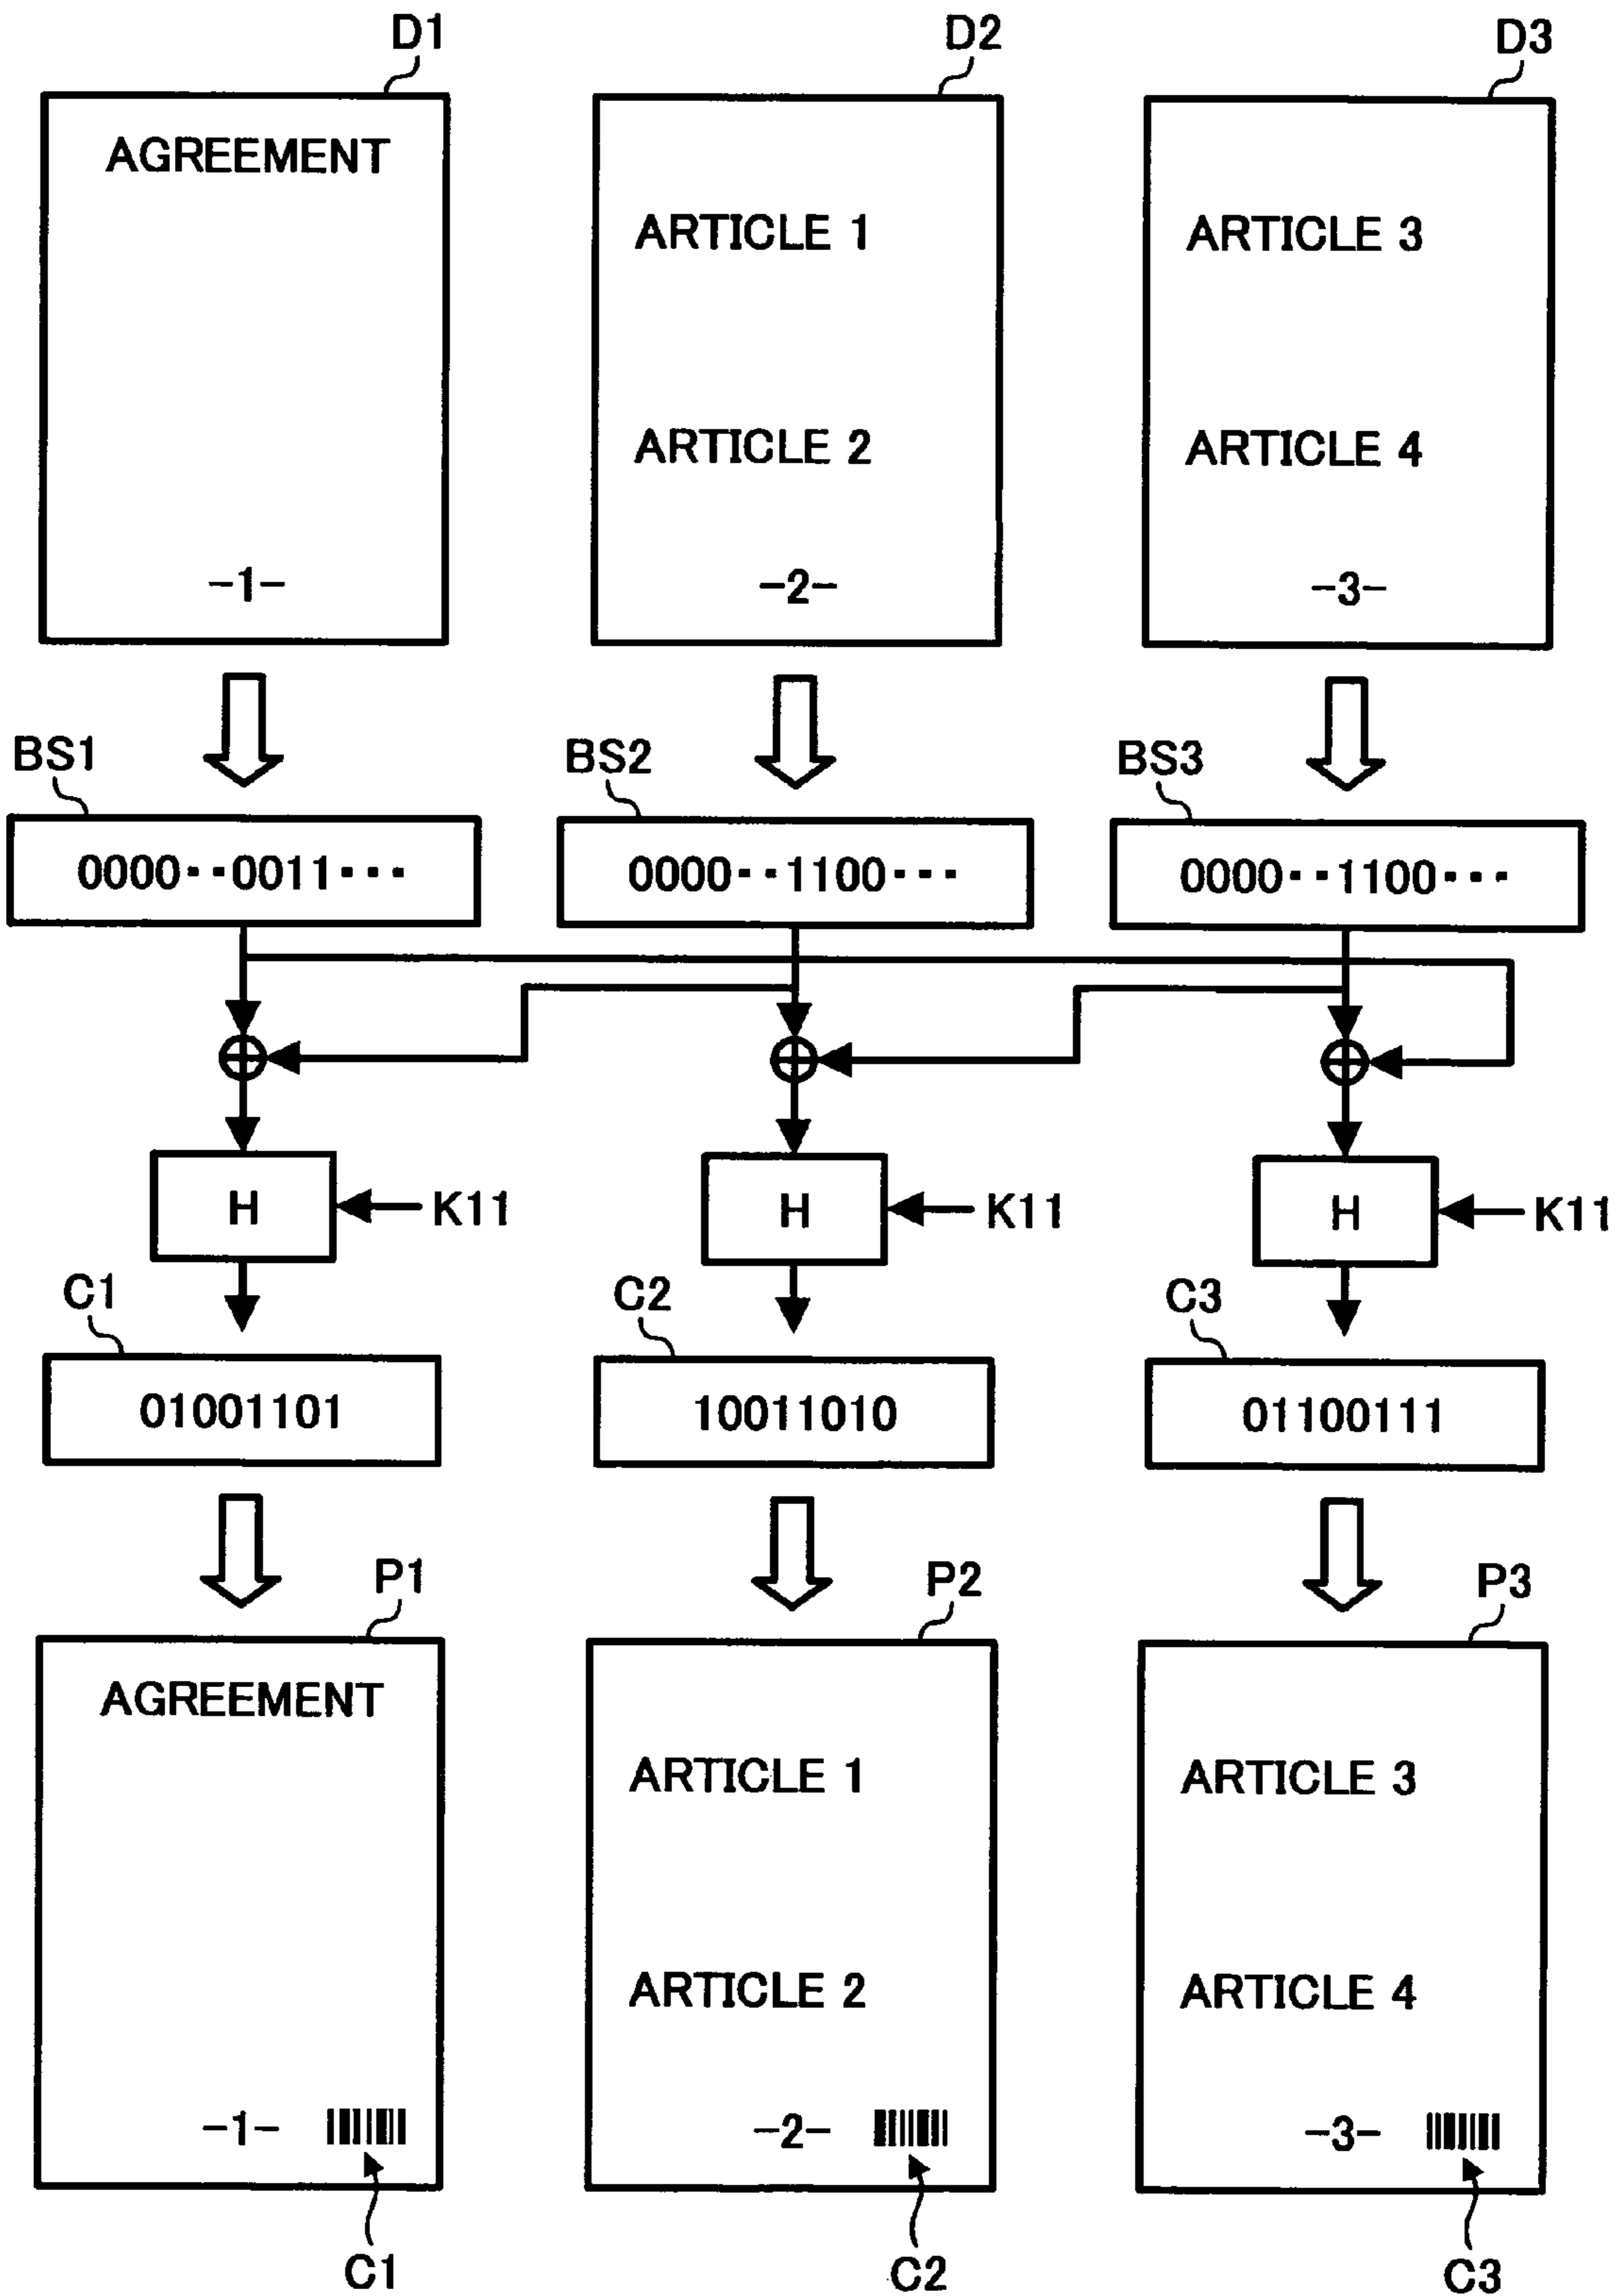 D1 D2 D3
AGREEMENT
ARTICLE 1 ARTICLE 3
ARTICLE 2 ARTICLE 4
-1- -2- -3-
BS1 BS2 BS3
0000··0011··· 0000··1100··· 0000··1100···
H K11 H K11 H K11
C1 C2 C3
01001101 10011010 01100111
P1 P2 P3
AGREEMENT
ARTICLE 1 ARTICLE 3
ARTICLE 2 ARTICLE 4
-1- -2- -3-
C1 C2 C3